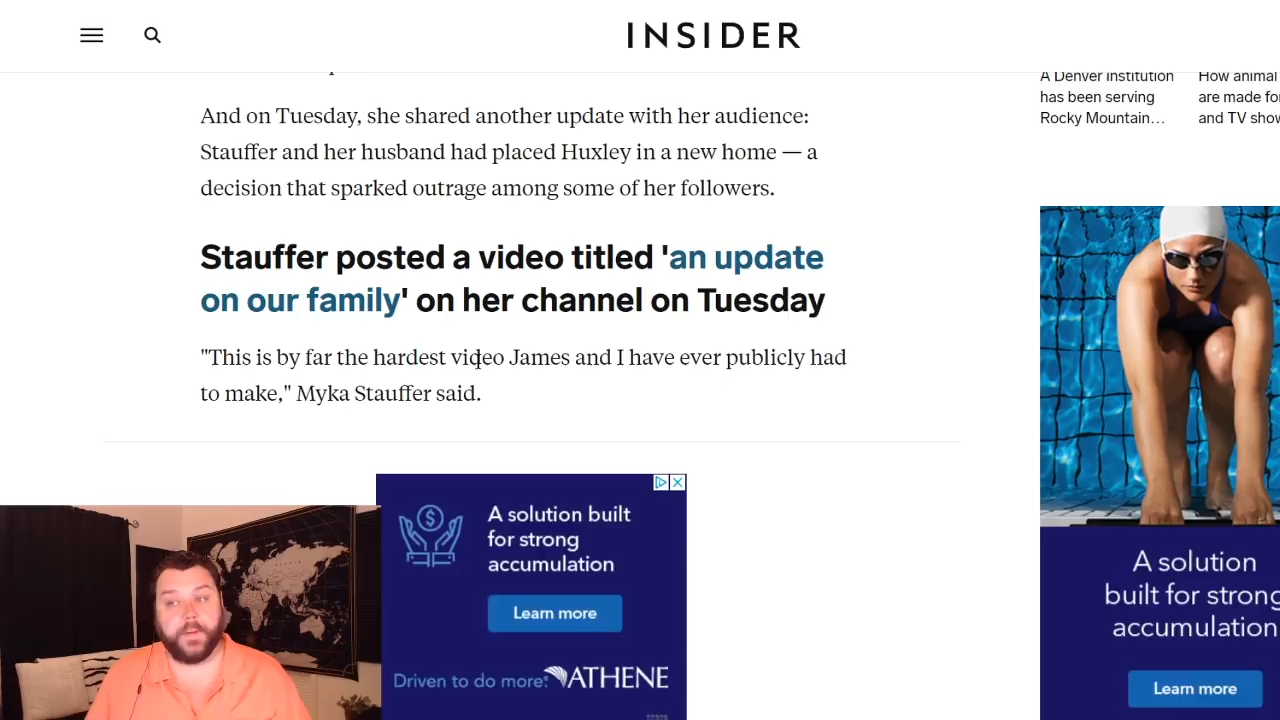 INSIDER
A Denver institution
has been serving
Rocky Mountain…
How animal
are made fo
and TV show
And on Tuesday, she shared another update with her audience:
Stauffer and her husband had placed Huxley in a new home — a
decision that sparked outrage among some of her followers.
Stauffer posted a video titled 'an update
on our family' on her channel on Tuesday
"This is by far the hardest video James and I have ever publicly had
to make," Myka Stauffer said.
A solution built
for strong
accumulation
Learn more
Driven to do more.®
ATHENE
A solution
built for strong
accumulation
Learn more